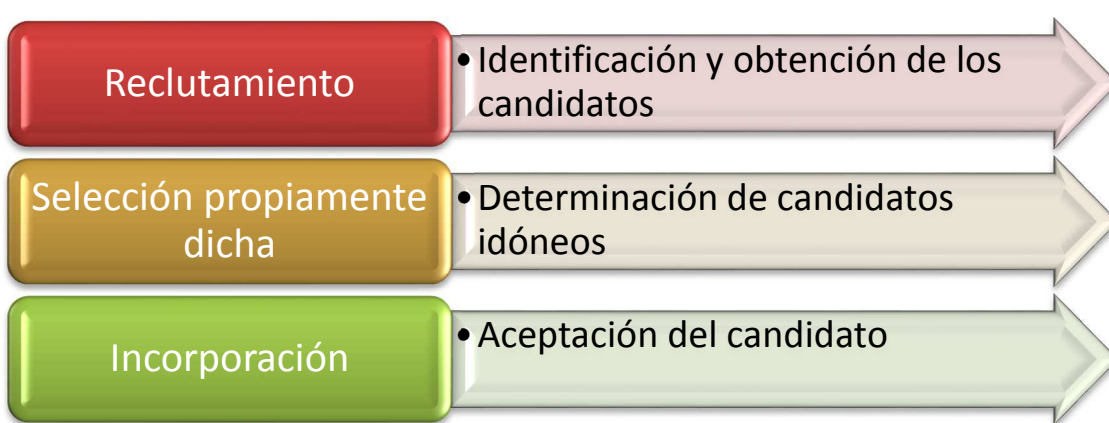 Reclutamiento
• Identificación y obtención de los
candidatos
Selección propiamente
dicha
• Determinación de candidatos
idóneos
Incorporación
• Aceptación del candidato